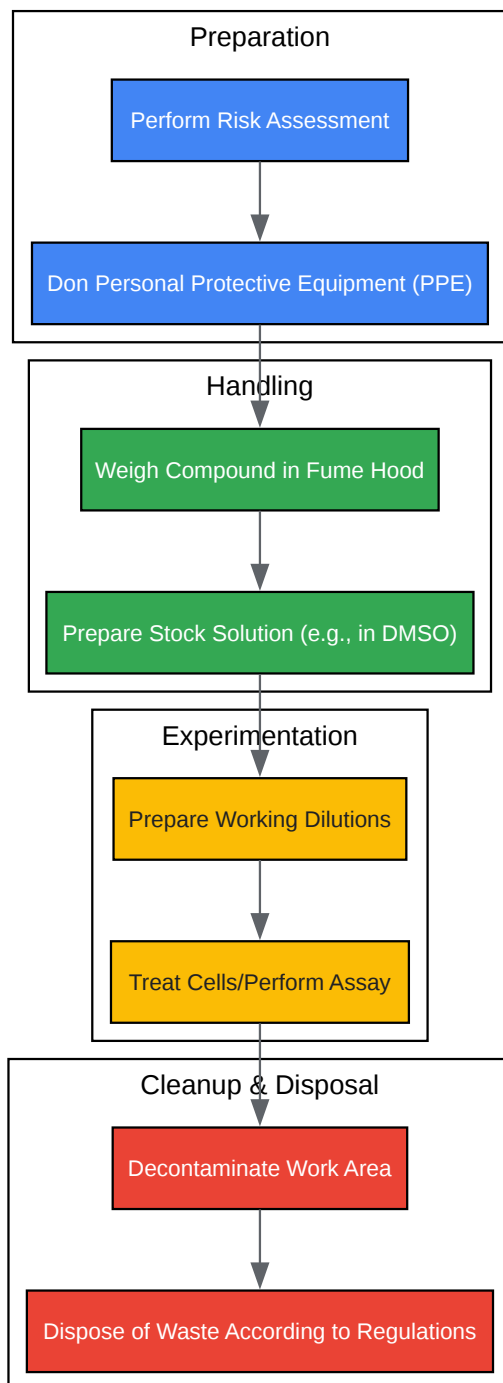 Preparation
Perform Risk Assessment
Don Personal Protective Equipment (PPE)
Handling
Weigh Compound in Fume Hood
Prepare Stock Solution (e.g., in DMSO)
Experimentation
Prepare Working Dilutions
Treat Cells/Perform Assay
Cleanup & Disposal
Decontaminate Work Area
Dispose of Waste According to Regulations